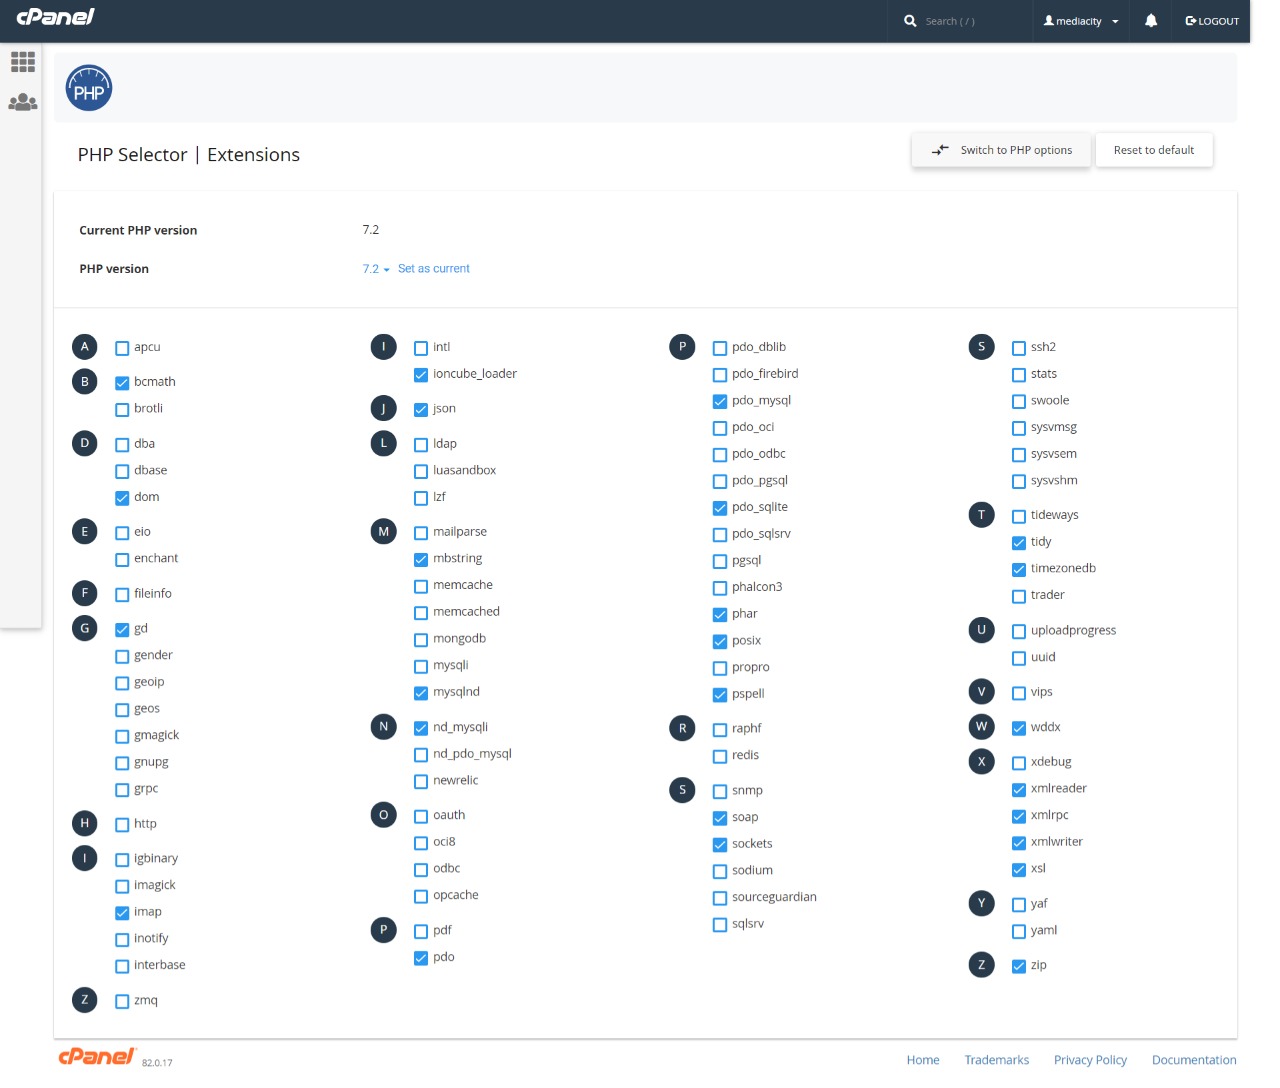 cPanel
Search ( / )
mediacity
LOGOUT
PHP
PHP Selector | Extensions
Switch to PHP options
Reset to default
Current PHP version
7.2
PHP version
7.2
Set as current
A
apcu
B
bcmath
brotli
D
dba
dbase
dom
E
eio
enchant
F
fileinfo
G
gd
gender
geoip
geos
gmagick
gnupg
grpc
H
http
I
igbinary
imagick
imap
inotify
interbase
Z
zmq
I
intl
ioncube_loader
J
json
L
ldap
luasandbox
lzf
M
mailparse
mbstring
memcache
memcached
mongodb
mysqli
mysqlnd
N
nd_mysqli
nd_pdo_mysql
newrelic
O
oauth
oci8
odbc
opcache
P
pdf
pdo
P
pdo_dblib
pdo_firebird
pdo_mysql
pdo_oci
pdo_odbc
pdo_pgsql
pdo_sqlite
pdo_sqlsrv
pgsql
phalcon3
phar
posix
propro
pspell
R
raphf
redis
S
snmp
soap
sockets
sodium
sourceguardian
sqlsrv
S
ssh2
stats
swoole
sysvmsg
sysvsem
sysvshm
T
tideways
tidy
timezonedb
trader
U
uploadprogress
uuid
V
vips
W
wddx
X
xdebug
xmlreader
xmlrpc
xmlwriter
xsl
Y
yaf
yaml
Z
zip
cPanel 82.0.17
Home
Trademarks
Privacy Policy
Documentation